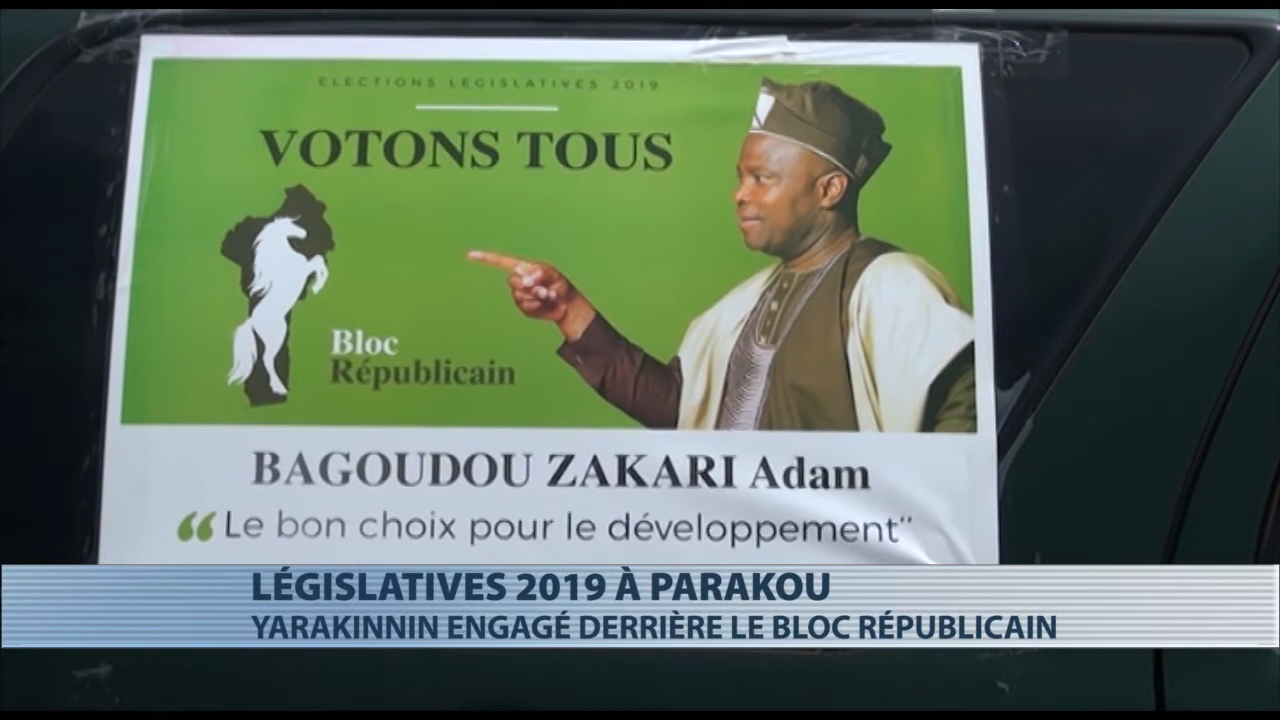 ELECTIONS LEGISLATIVES 2019
VOTONS TOUS
Bloc
Républicain
BAGOUDOU ZAKARI Adam
“Le bon choix pour le développement”
LÉGISLATIVES 2019 À PARAKOU
YARAKINNIN ENGAGÉ DERRIÈRE LE BLOC RÉPUBLICAIN